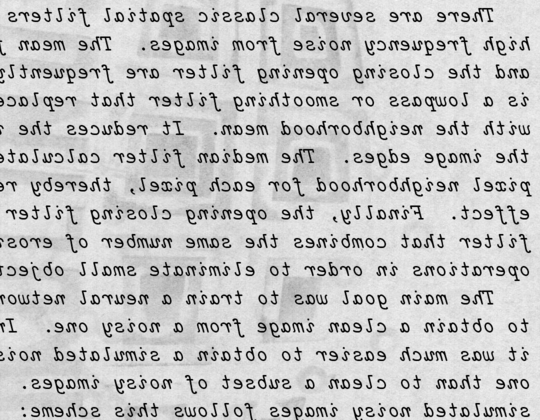 There are several classic spatial filters
high frequency noise from images. The mean
and the closing opening filter are frequently
is a lowpass or smoothing filter that replace
with the neighborhood mean. It reduces the
the image edges. The median filter calculate
pixel neighborhood for each pixel, thereby re
effect. Finally, the opening closing filter
filter that combines the same number of eros
operations in order to eliminate small objec
The main goal was to train a neural networ
to obtain a clean image from a noisy one. In
it was much easier to obtain a simulated nois
one than to clean a subset of noisy images.
simulated noisy images follows this scheme: